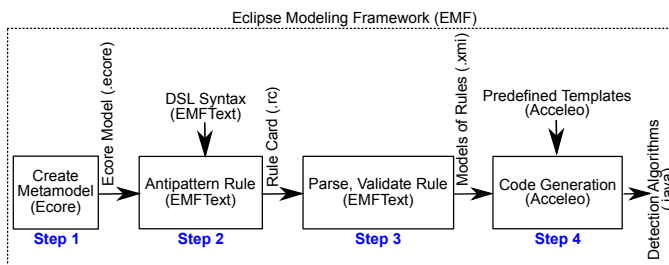 Eclipse Modeling Framework (EMF)
Ecore Model (.ecore)
DSL Syntax
(EMFText)
Rule Card (.rc)
Models of Rules (.xmi)
Predefined Templates
(Acceleo)
Create
Metamodel
(Ecore)
Antipattern Rule
(EMFText)
Parse, Validate Rule
(EMFText)
Code Generation
(Acceleo)
Detection Algorithms
(.java)
Step 1
Step 2
Step 3
Step 4